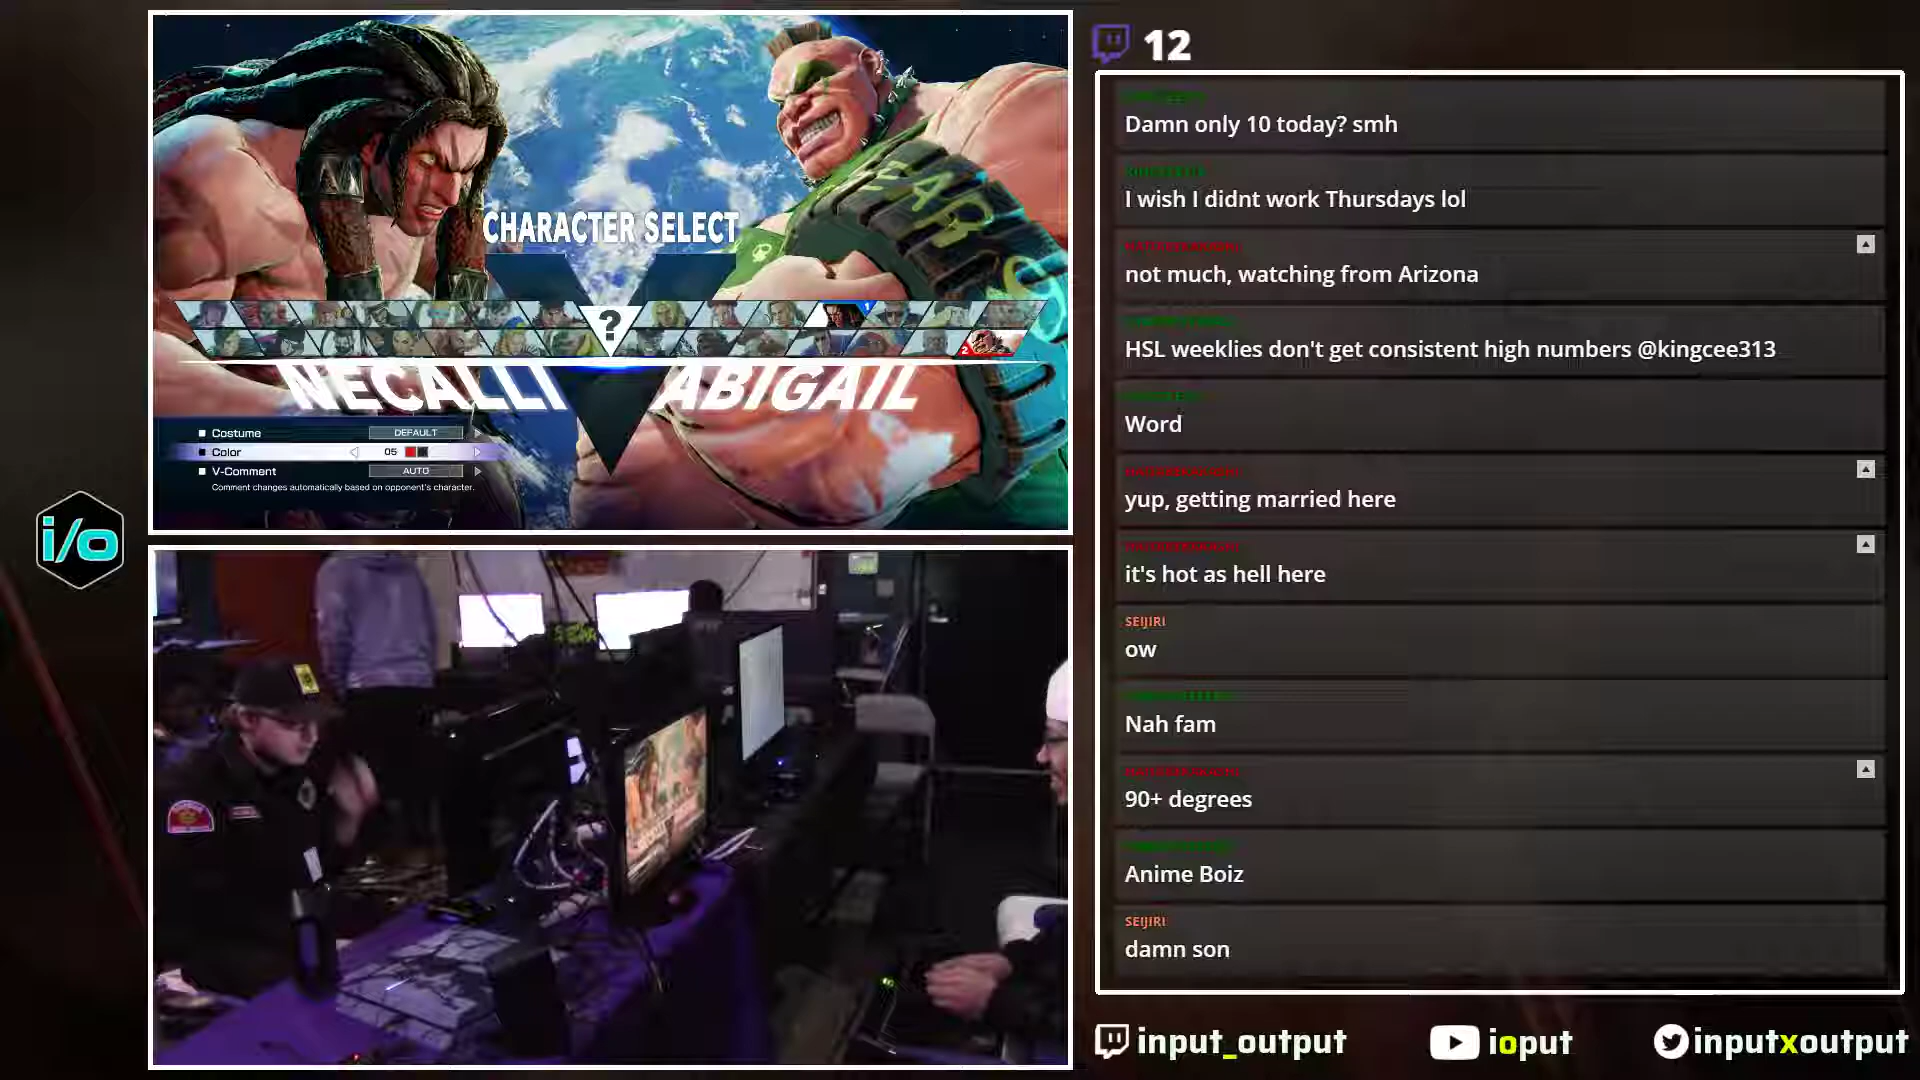 CHARACTER SELECT
1
?
2
NECALLI
ABIGAIL
Costume DEFAULT
Color 05
V-Comment AUTO
Comment changes automatically based on opponent's character.
i/o
12
Damn only 10 today? smh
I wish I didnt work Thursdays lol
not much, watching from Arizona
HSL weeklies don't get consistent high numbers @kingcee313
Word
yup, getting married here
it's hot as hell here
SEIJIRI
ow
Nah fam
90+ degrees
Anime Boiz
SEIJIRI
damn son
input_output
ioput
inputxoutput